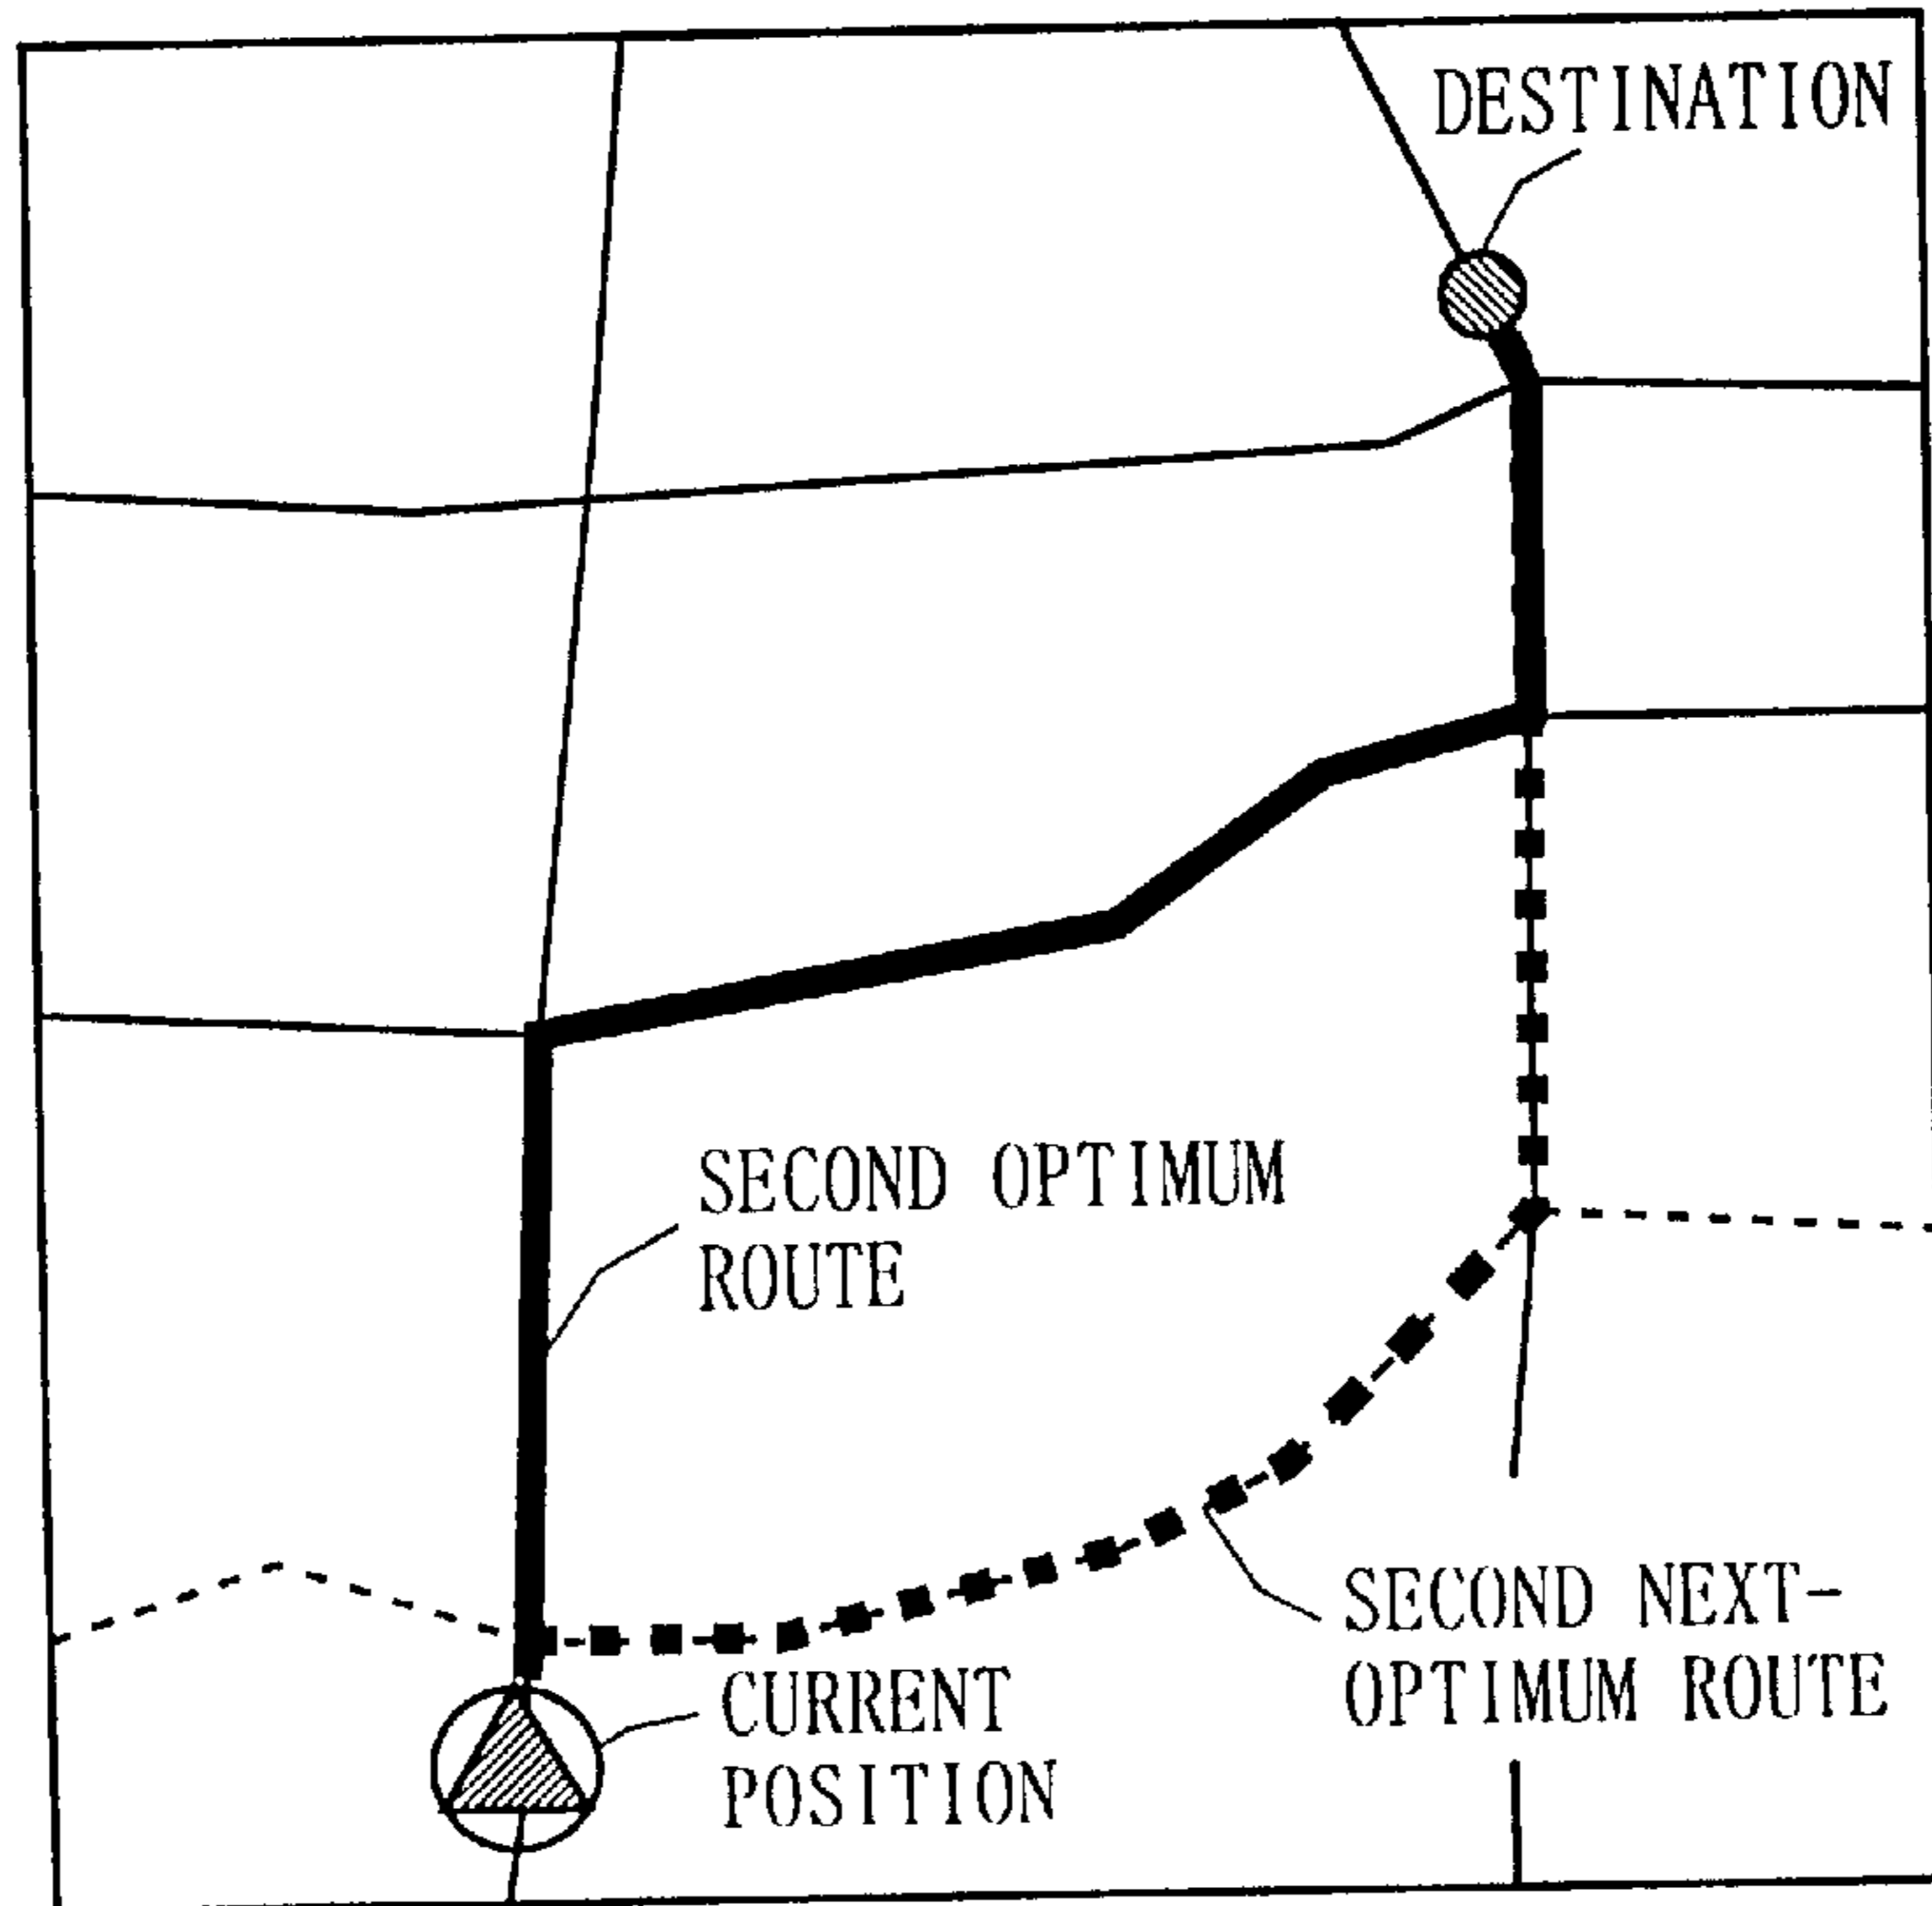 DESTINATION
SECOND OPTIMUM
ROUTE
SECOND NEXT-
OPTIMUM ROUTE
CURRENT
POSITION